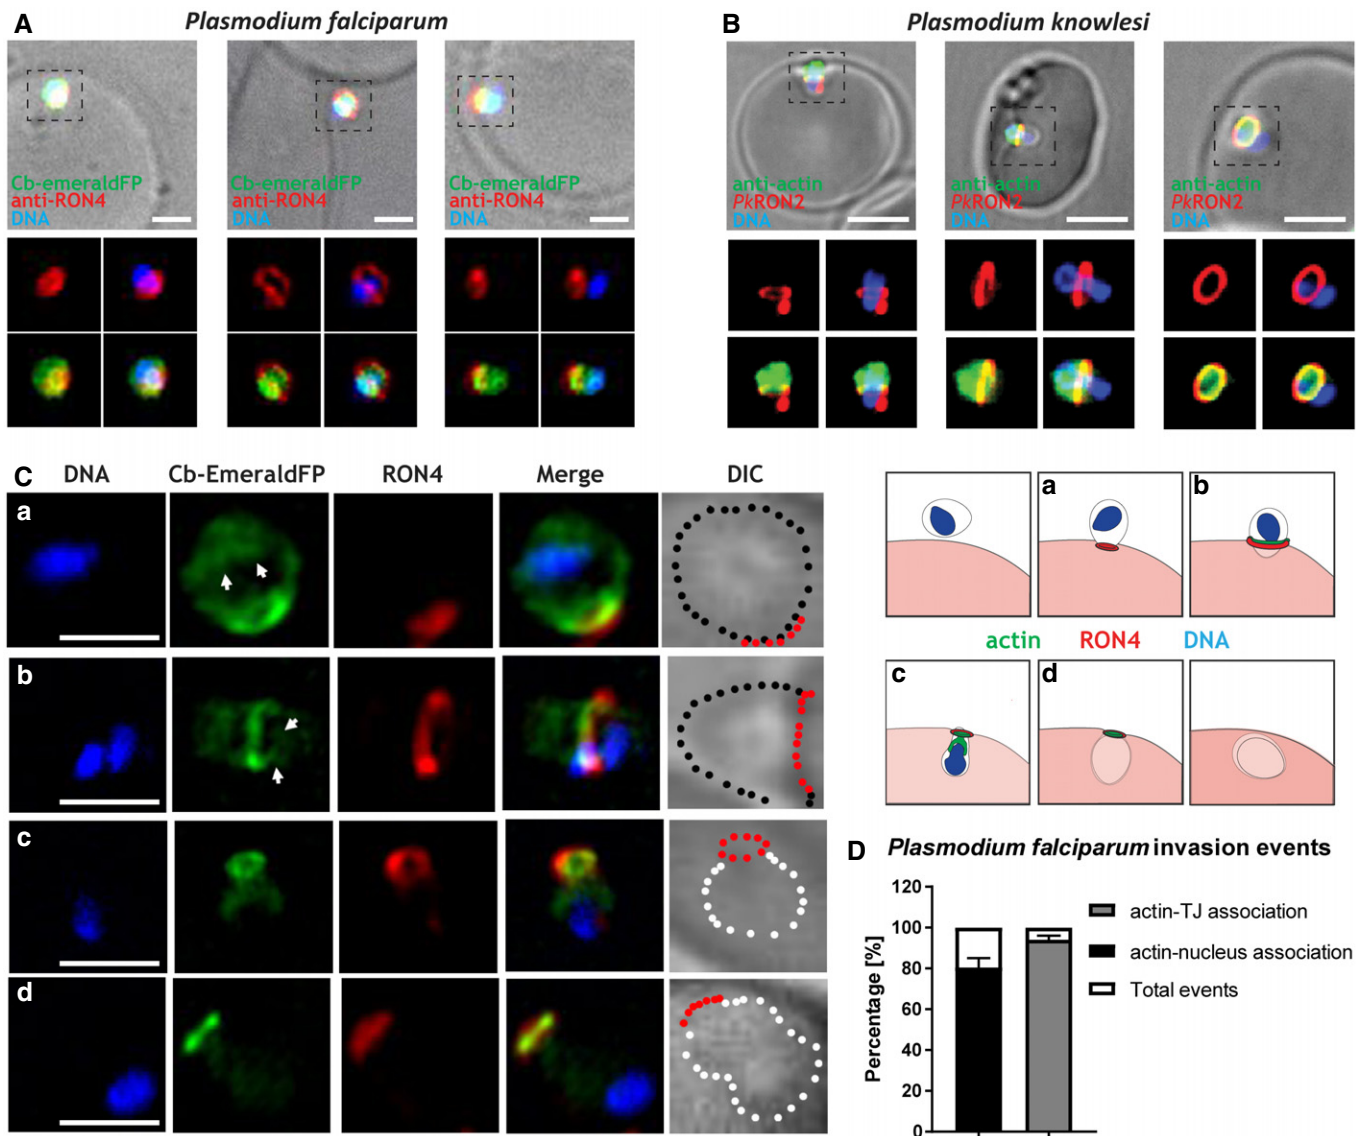 A
Plasmodium falciparum
Cb-emeraldFP
anti-RON4
DNA
Cb-emeraldFP
anti-RON4
DNA
Cb-emeraldFP
anti-RON4
DNA
B
Plasmodium knowlesi
anti-actin
PkRON2
DNA
anti-actin
PkRON2
DNA
anti-actin
PkRON2
DNA
C
DNA Cb-EmeraldFP RON4 Merge DIC
a
b
c
d
a
b
actin RON4 DNA
c
d
D
Plasmodium falciparum invasion events
Percentage [%]
120
100
80
60
40
20
0
actin-TJ association
actin-nucleus association
Total events